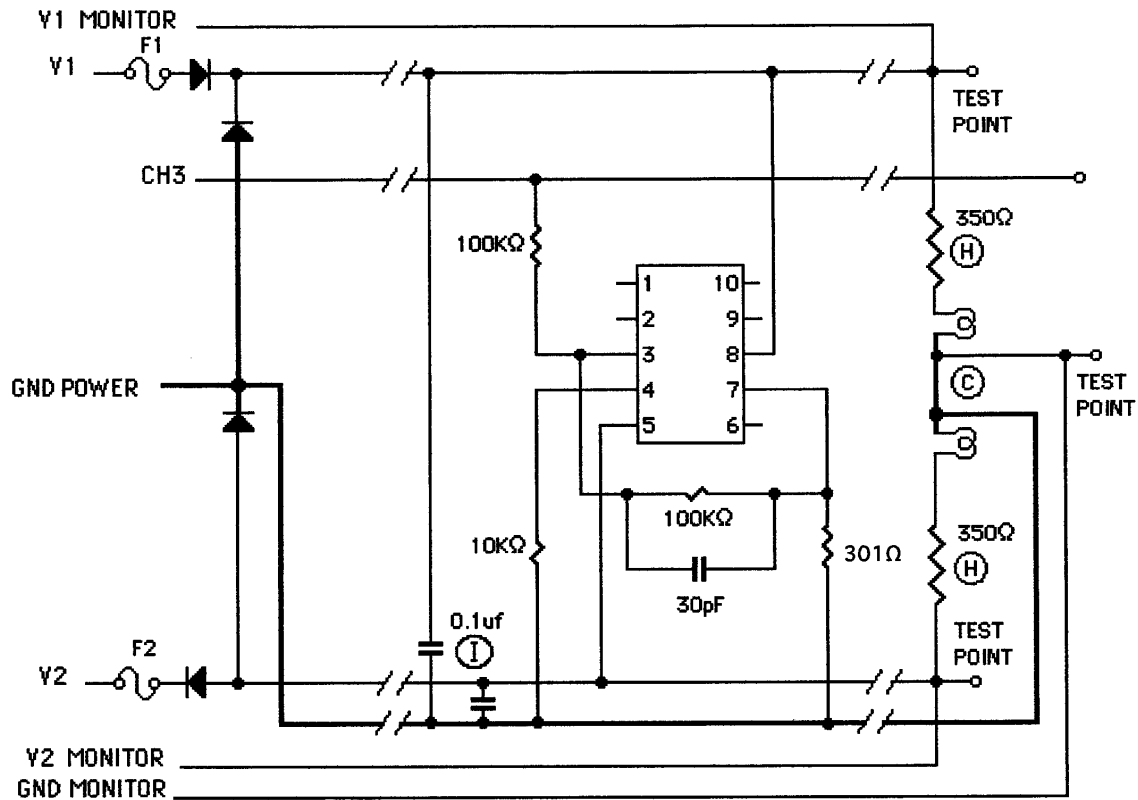 V1 MONITOR
F1
V1
TEST
POINT
CH3
350Ω
H
100KΩ
1 10
2 9
3 8
4 7
5 6
GND POWER
C
TEST
POINT
100KΩ
10KΩ
301Ω
350Ω
H
30pF
0.1uf
I
F2
TEST
POINT
V2
V2 MONITOR
GND MONITOR